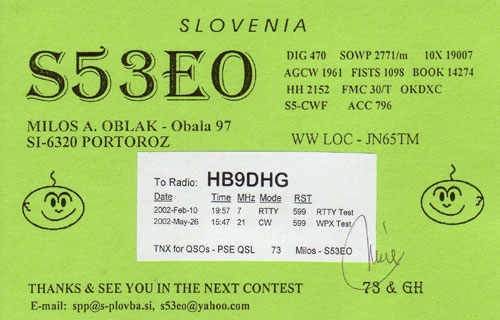 SLOVENIA
S53EO
DIG 470 SOWP 2771/m 10X 19007
AGCW 1961 FISTS 1098 BOOK 14274
HH 2152 FMC 30/T OKDXC
S5-CWF ACC 796
MILOS A. OBLAK - Obala 97
SI-6320 PORTOROZ
WW LOC - JN65TM
To Radio: HB9DHG
Date Time MHz Mode RST
2002-Feb-10 19:57 7 RTTY 599 RTTY Test
2002-May-26 15:47 21 CW 599 WPX Test
TNX for QSOs - PSE QSL 73 Milos - S53EO
THANKS & SEE YOU IN THE NEXT CONTEST
73 & GH
E-mail: spp@s-plovba.si, s53eo@yahoo.com